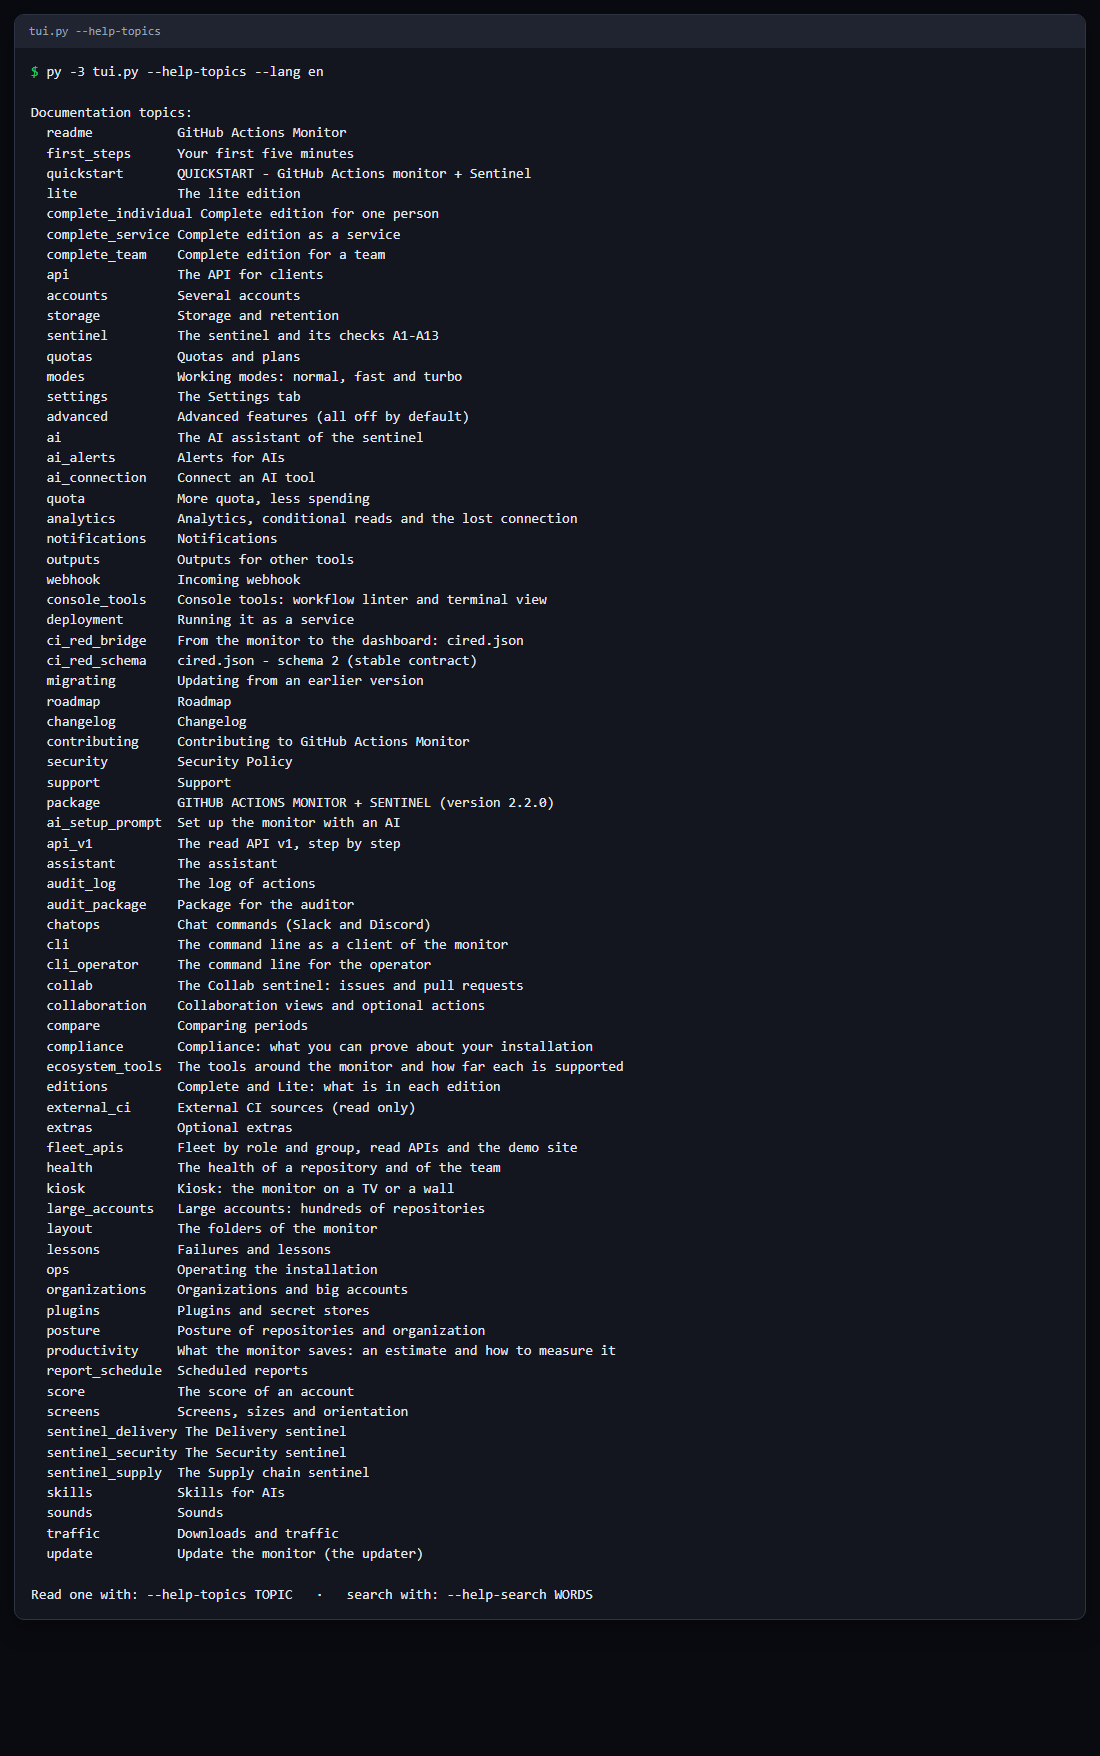 tui.py --help-topics
$ py -3 tui.py --help-topics --lang en
Documentation topics:
readme GitHub Actions Monitor
first_steps Your first five minutes
quickstart QUICKSTART - GitHub Actions monitor + Sentinel
lite The lite edition
complete_individual Complete edition for one person
complete_service Complete edition as a service
complete_team Complete edition for a team
api The API for clients
accounts Several accounts
storage Storage and retention
sentinel The sentinel and its checks A1-A13
quotas Quotas and plans
modes Working modes: normal, fast and turbo
settings The Settings tab
advanced Advanced features (all off by default)
ai The AI assistant of the sentinel
ai_alerts Alerts for AIs
ai_connection Connect an AI tool
quota More quota, less spending
analytics Analytics, conditional reads and the lost connection
notifications Notifications
outputs Outputs for other tools
webhook Incoming webhook
console_tools Console tools: workflow linter and terminal view
deployment Running it as a service
ci_red_bridge From the monitor to the dashboard: cired.json
ci_red_schema cired.json - schema 2 (stable contract)
migrating Updating from an earlier version
roadmap Roadmap
changelog Changelog
contributing Contributing to GitHub Actions Monitor
security Security Policy
support Support
package GITHUB ACTIONS MONITOR + SENTINEL (version 2.2.0)
ai_setup_prompt Set up the monitor with an AI
api_v1 The read API v1, step by step
assistant The assistant
audit_log The log of actions
audit_package Package for the auditor
chatops Chat commands (Slack and Discord)
cli The command line as a client of the monitor
cli_operator The command line for the operator
collab The Collab sentinel: issues and pull requests
collaboration Collaboration views and optional actions
compare Comparing periods
compliance Compliance: what you can prove about your installation
ecosystem_tools The tools around the monitor and how far each is supported
editions Complete and Lite: what is in each edition
external_ci External CI sources (read only)
extras Optional extras
fleet_apis Fleet by role and group, read APIs and the demo site
health The health of a repository and of the team
kiosk Kiosk: the monitor on a TV or a wall
large_accounts Large accounts: hundreds of repositories
layout The folders of the monitor
lessons Failures and lessons
ops Operating the installation
organizations Organizations and big accounts
plugins Plugins and secret stores
posture Posture of repositories and organization
productivity What the monitor saves: an estimate and how to measure it
report_schedule Scheduled reports
score The score of an account
screens Screens, sizes and orientation
sentinel_delivery The Delivery sentinel
sentinel_security The Security sentinel
sentinel_supply The Supply chain sentinel
skills Skills for AIs
sounds Sounds
traffic Downloads and traffic
update Update the monitor (the updater)
Read one with: --help-topics TOPIC · search with: --help-search WORDS